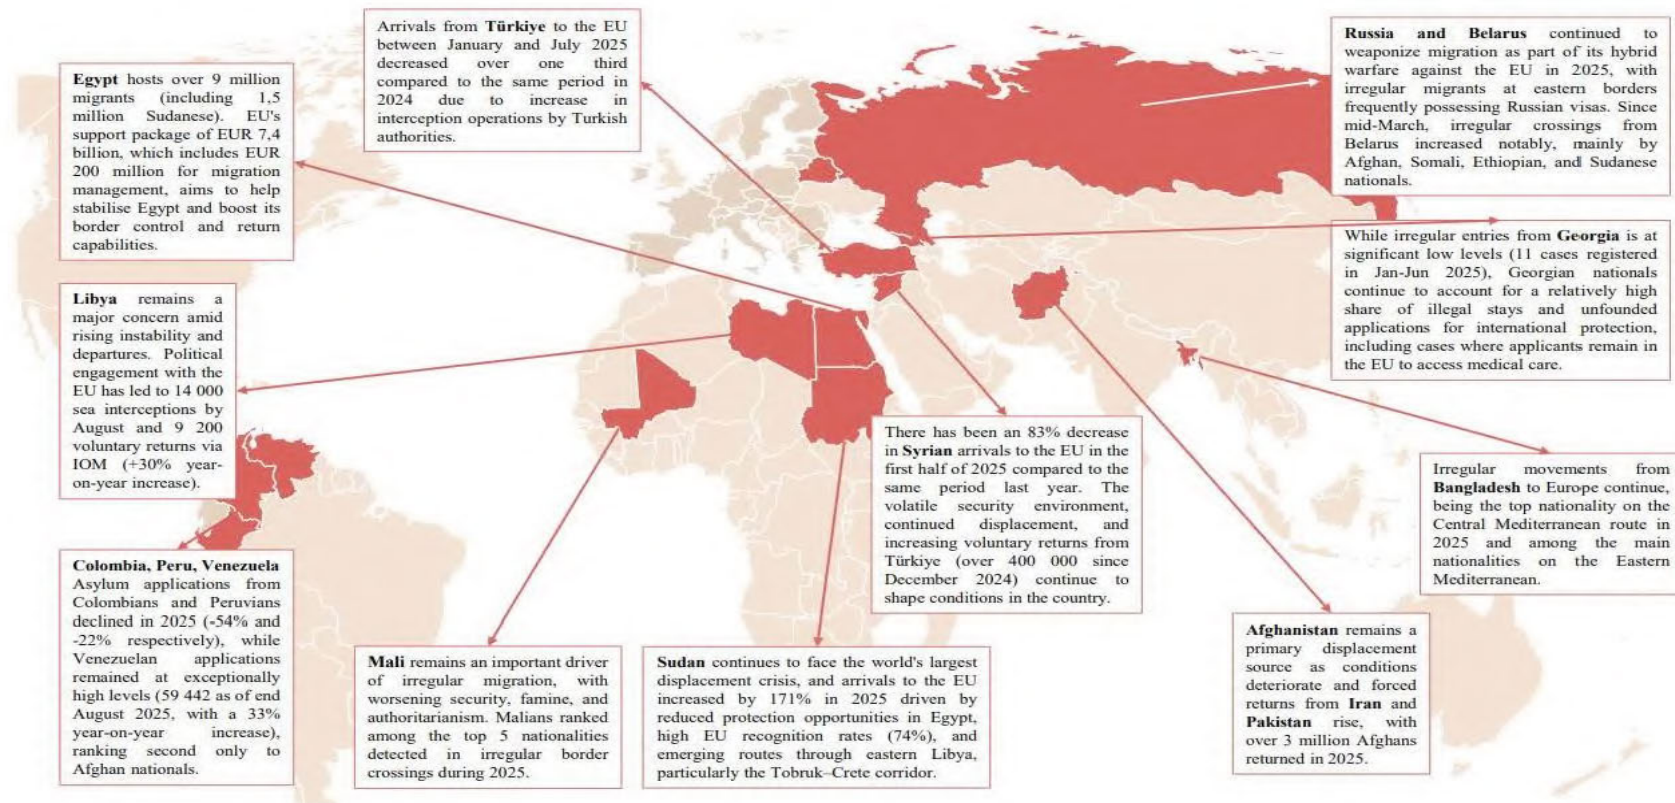 Arrivals from Türkiye to the EU
between January and July 2025
decreased over one third
compared to the same period in
2024 due to increase in
interception operations by Turkish
authorities.
Russia and Belarus continued to
weaponize migration as part of its hybrid
warfare against the EU in 2025, with
irregular migrants at eastern borders
frequently possessing Russian visas. Since
mid-March, irregular crossings from
Belarus increased notably, mainly by
Afghan, Somali, Ethiopian, and Sudanese
nationals.
Egypt hosts over 9 million
migrants (including 1,5
million Sudanese). EU's
support package of EUR 7,4
billion, which includes EUR
200 million for migration
management, aims to help
stabilise Egypt and boost its
border control and return
capabilities.
While irregular entries from Georgia is at
significant low levels (11 cases registered
in Jan-Jun 2025), Georgian nationals
continue to account for a relatively high
share of illegal stays and unfounded
applications for international protection,
including cases where applicants remain in
the EU to access medical care.
Libya remains a
major concern amid
rising instability and
departures. Political
engagement with the
EU has led to 14 000
sea interceptions by
August and 9 200
voluntary returns via
IOM (+30% year-
on-year increase).
There has been an 83% decrease
in Syrian arrivals to the EU in the
first half of 2025 compared to the
same period last year. The
volatile security environment,
continued displacement, and
increasing voluntary returns from
Türkiye (over 400 000 since
December 2024) continue to
shape conditions in the country.
Irregular movements from
Bangladesh to Europe continue,
being the top nationality on the
Central Mediterranean route in
2025 and among the main
nationalities on the Eastern
Mediterranean.
Colombia, Peru, Venezuela
Asylum applications from
Colombians and Peruvians
declined in 2025 (-54% and
-22% respectively), while
Venezuelan applications
remained at exceptionally
high levels (59 442 as of end
August 2025, with a 33%
year-on-year increase),
ranking second only to
Afghan nationals.
Mali remains an important driver
of irregular migration, with
worsening security, famine, and
authoritarianism. Malians ranked
among the top 5 nationalities
detected in irregular border
crossings during 2025.
Sudan continues to face the world's largest
displacement crisis, and arrivals to the EU
increased by 171% in 2025 driven by
reduced protection opportunities in Egypt,
high EU recognition rates (74%), and
emerging routes through eastern Libya,
particularly the Tobruk–Crete corridor.
Afghanistan remains a
primary displacement
source as conditions
deteriorate and forced
returns from Iran and
Pakistan rise, with
over 3 million Afghans
returned in 2025.